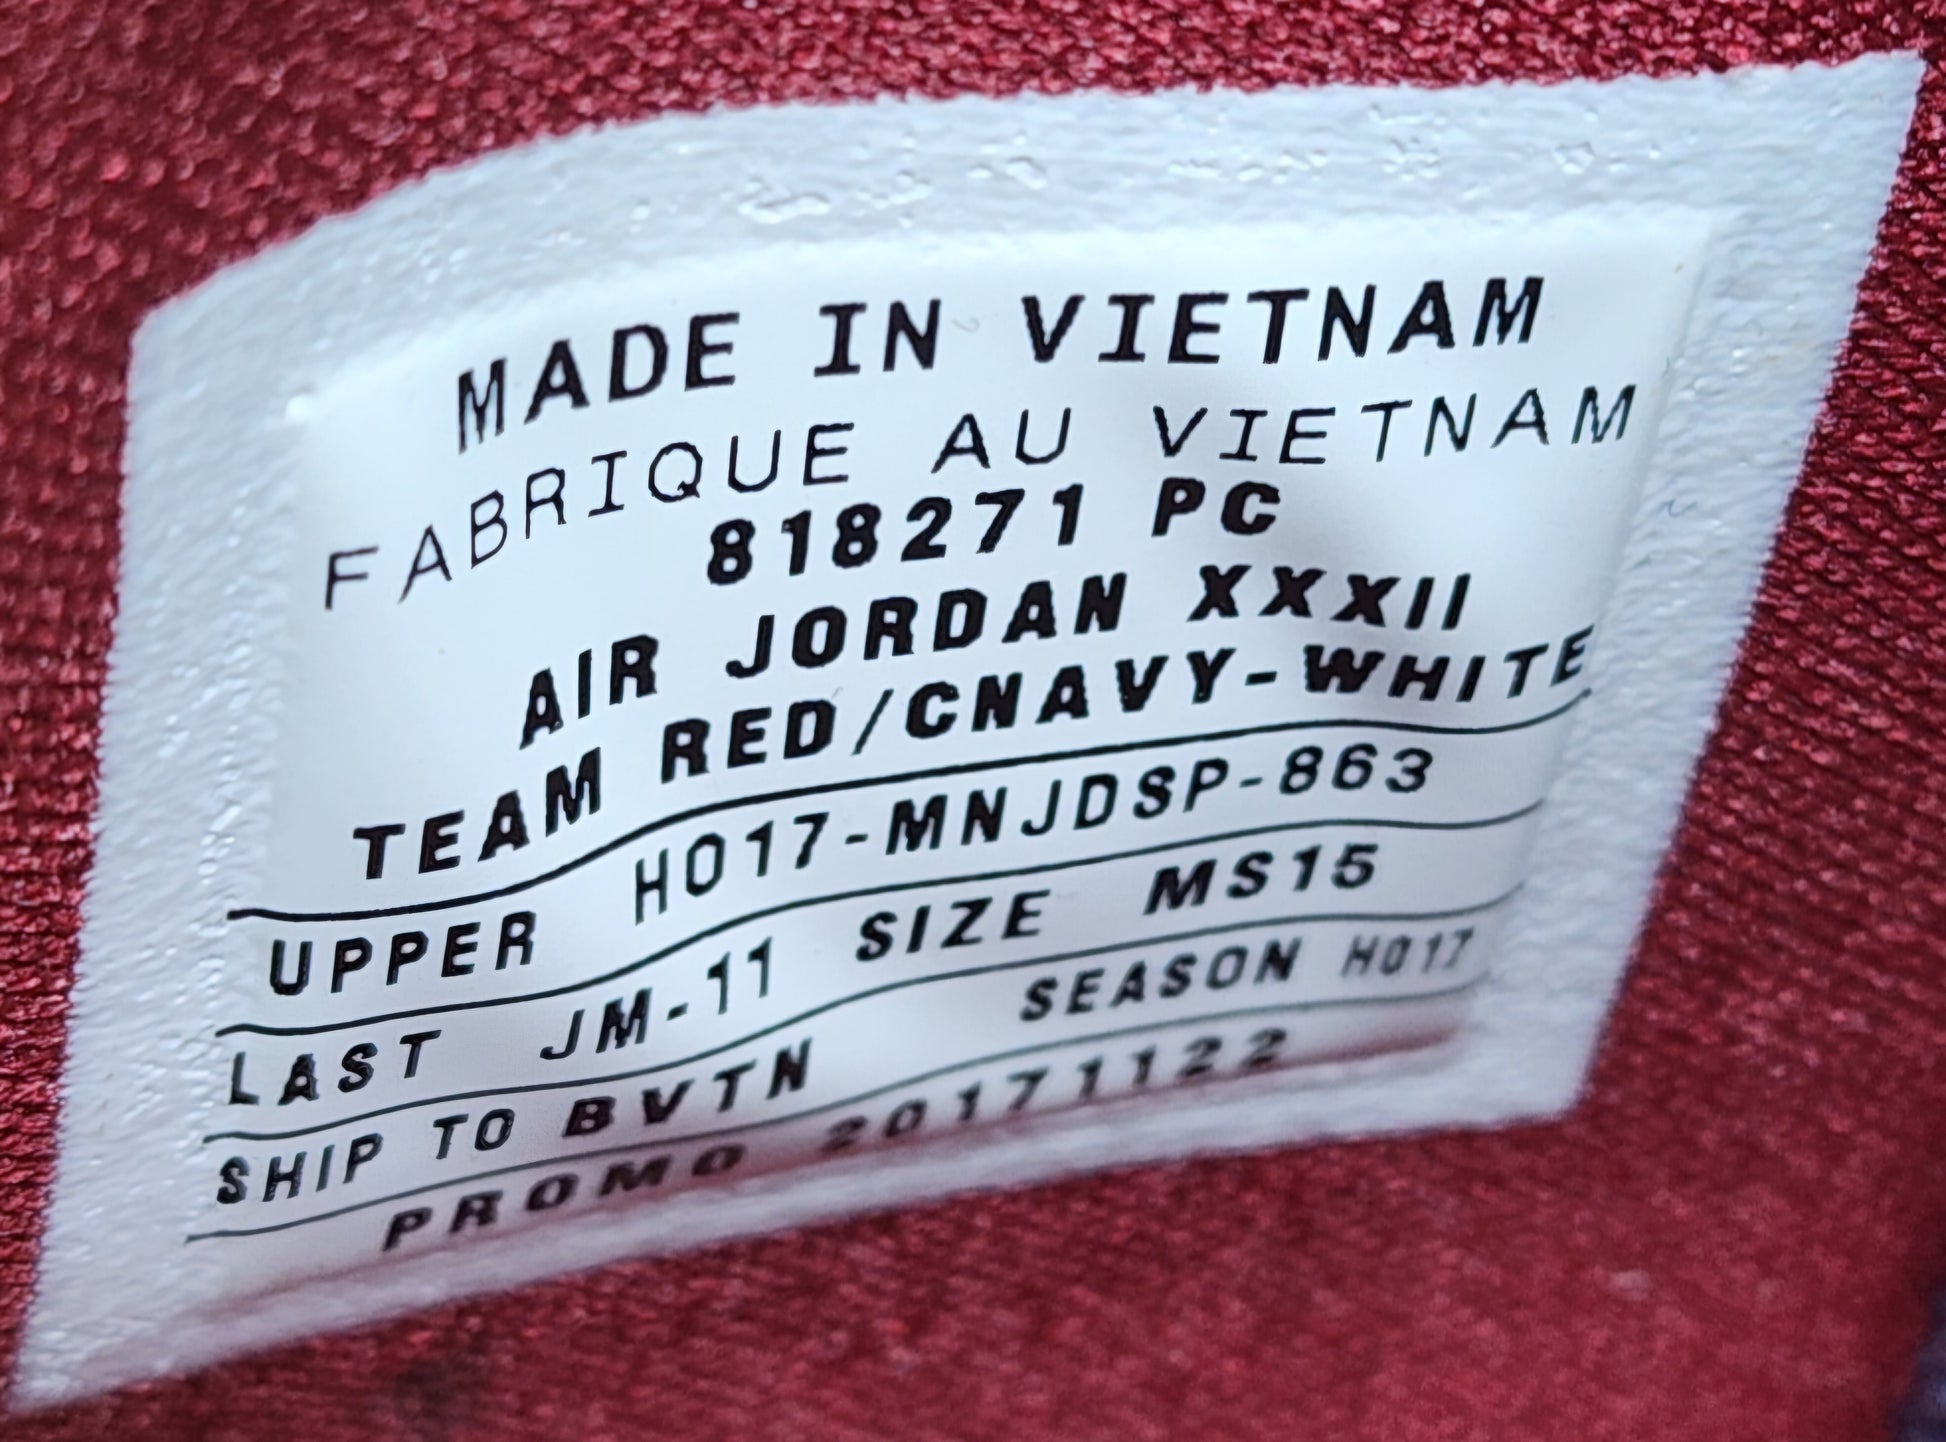 MADE IN VIETNAM
FABRIQUE AU VIETNAM
818271 PC
AIR JORDAN XXXII
TEAM RED/CNAVY-WHITE
UPPER HO17-MNJDSP-863
LAST JM-11 SIZE MS15
SHIP TO BVTN SEASON HO17
PROMO 20171122